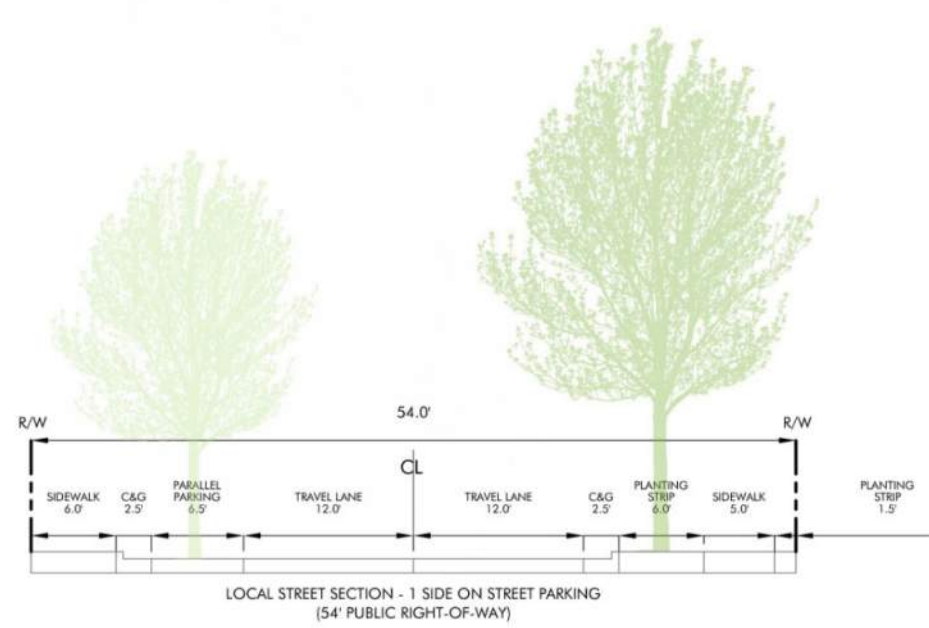 54.0'
R/W
R/W
CL
SIDEWALK
6.0'
C&G
2.5'
PARALLEL
PARKING
6.5'
TRAVEL LANE
12.0'
TRAVEL LANE
12.0'
C&G
2.5'
PLANTING
STRIP
6.0'
SIDEWALK
5.0'
PLANTING
STRIP
1.5'
LOCAL STREET SECTION - 1 SIDE ON STREET PARKING
(54' PUBLIC RIGHT-OF-WAY)